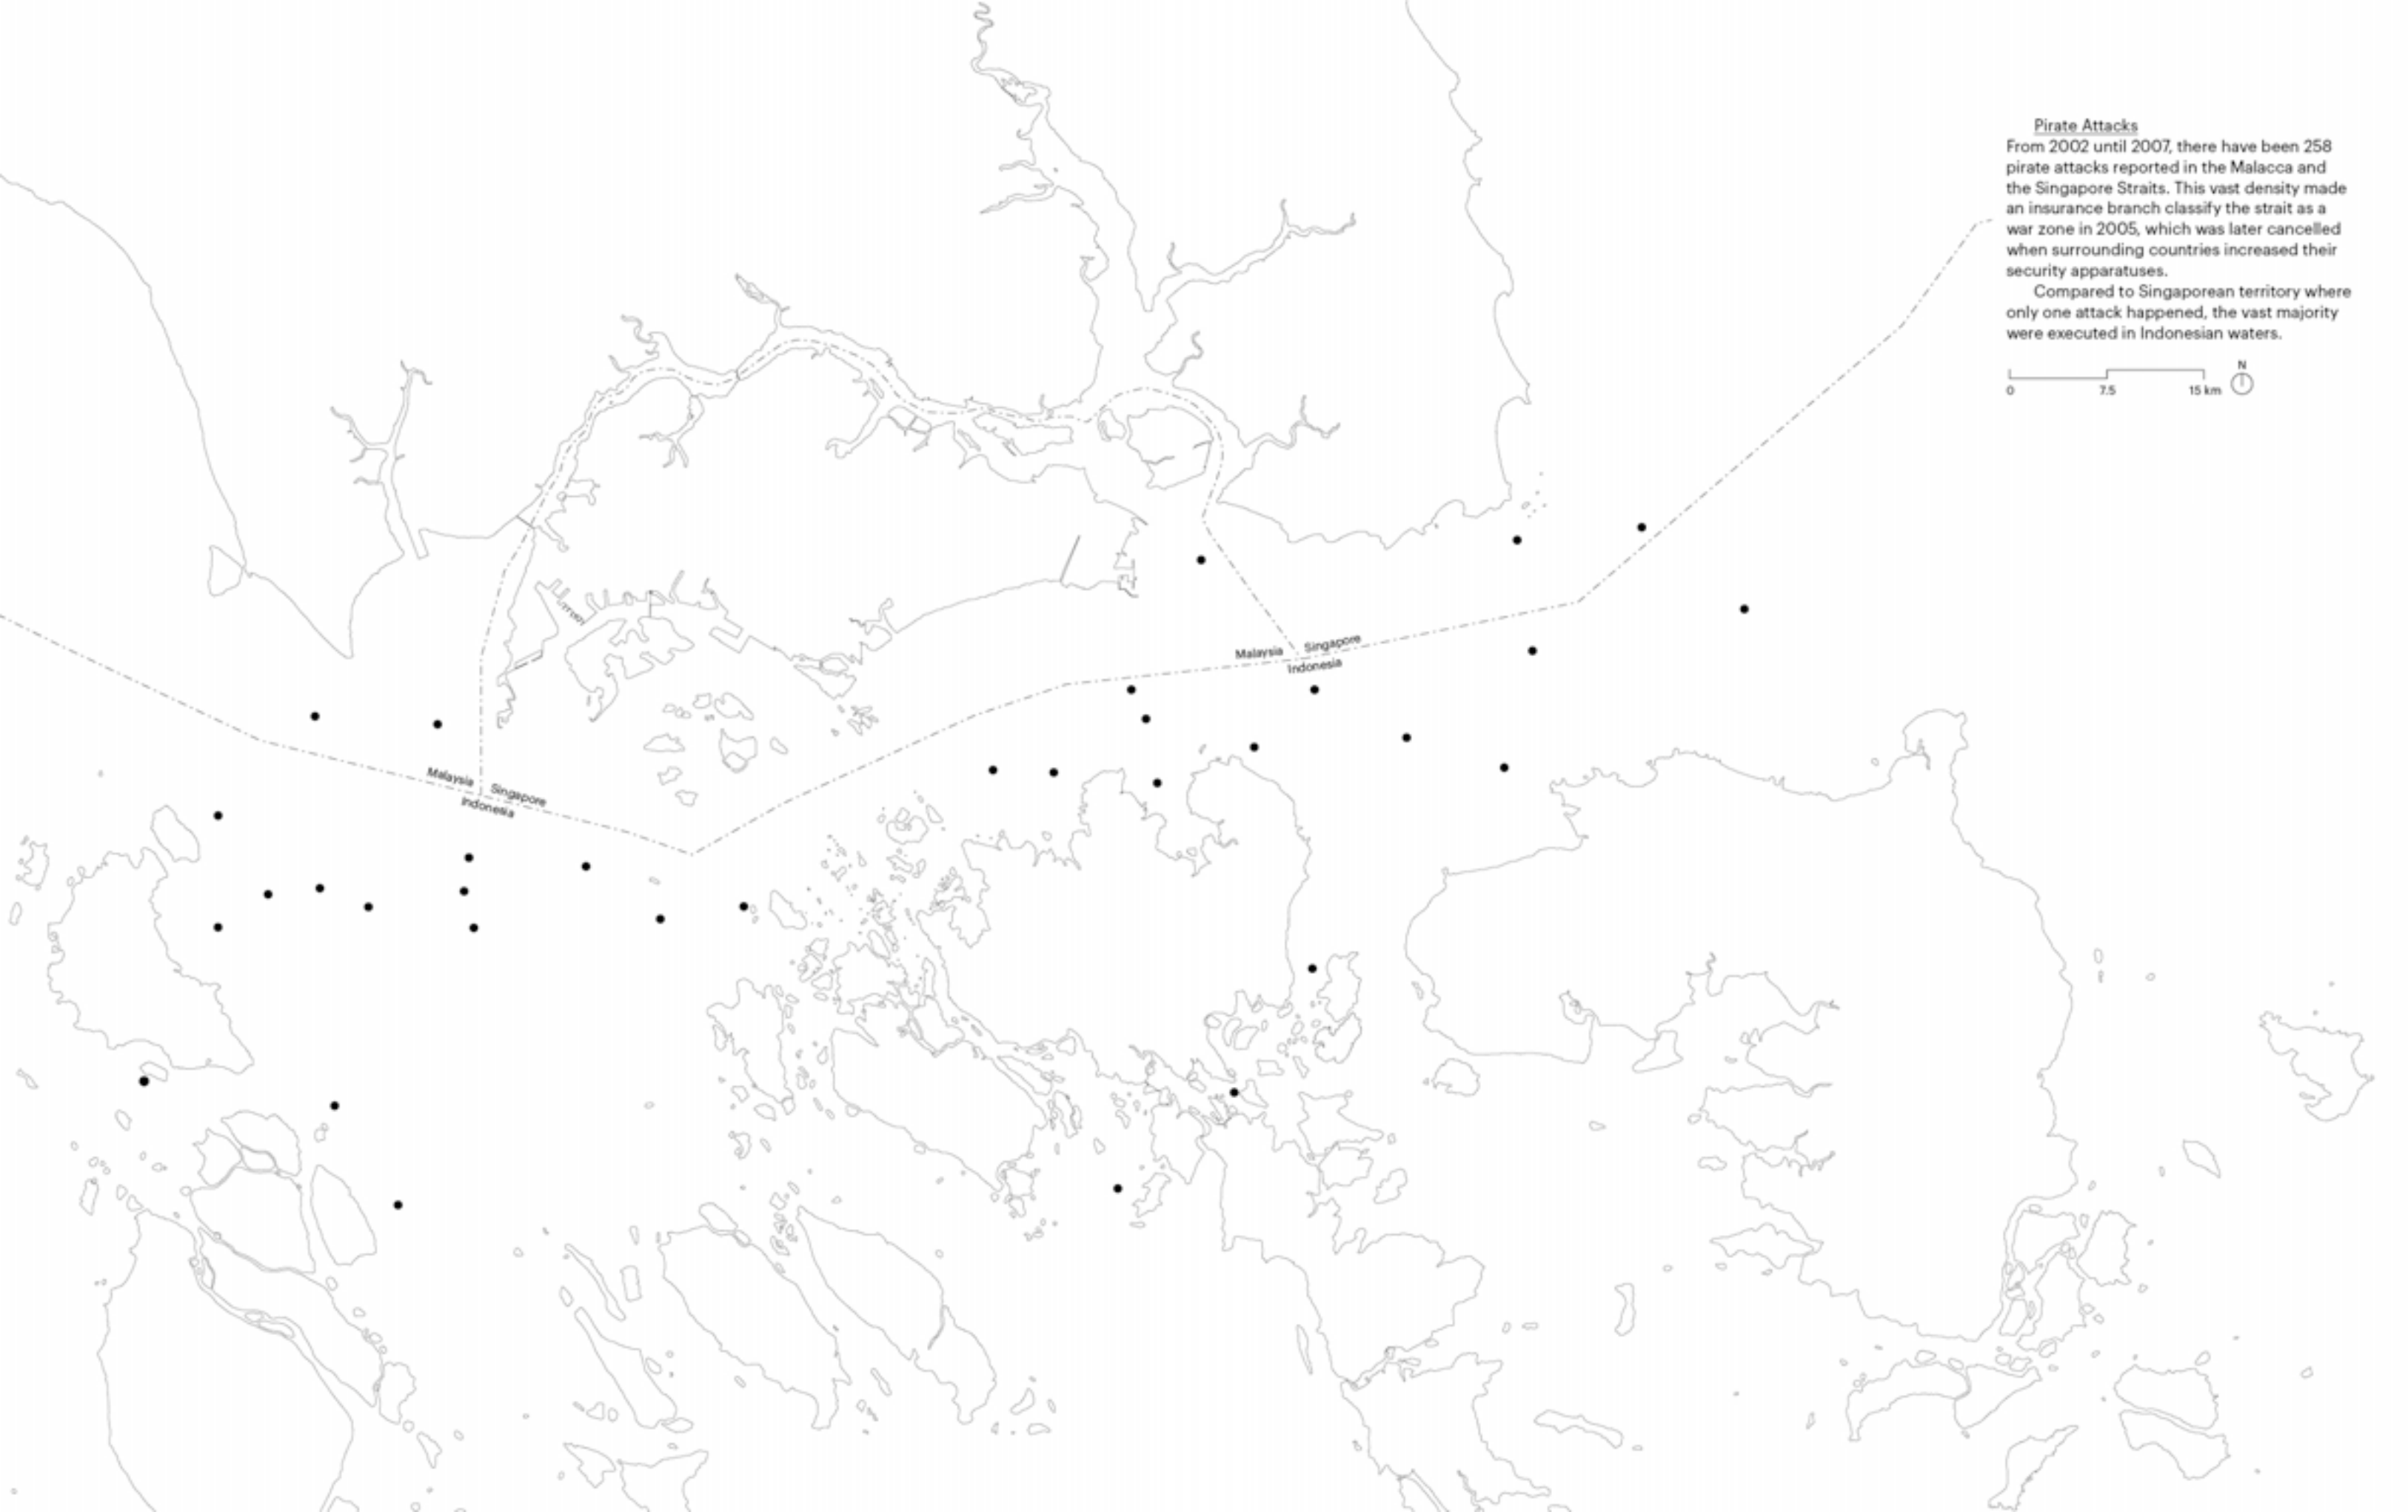 Pirate Attacks
From 2002 until 2007, there have been 258
pirate attacks reported in the Malacca and
the Singapore Straits. This vast density made
an insurance branch classify the strait as a
war zone in 2005, which was later cancelled
when surrounding countries increased their
security apparatuses.
Compared to Singaporean territory where
only one attack happened, the vast majority
were executed in Indonesian waters.
N
0 7.5 15 km
Malaysia Singapore
Indonesia
Malaysia Singapore
Indonesia